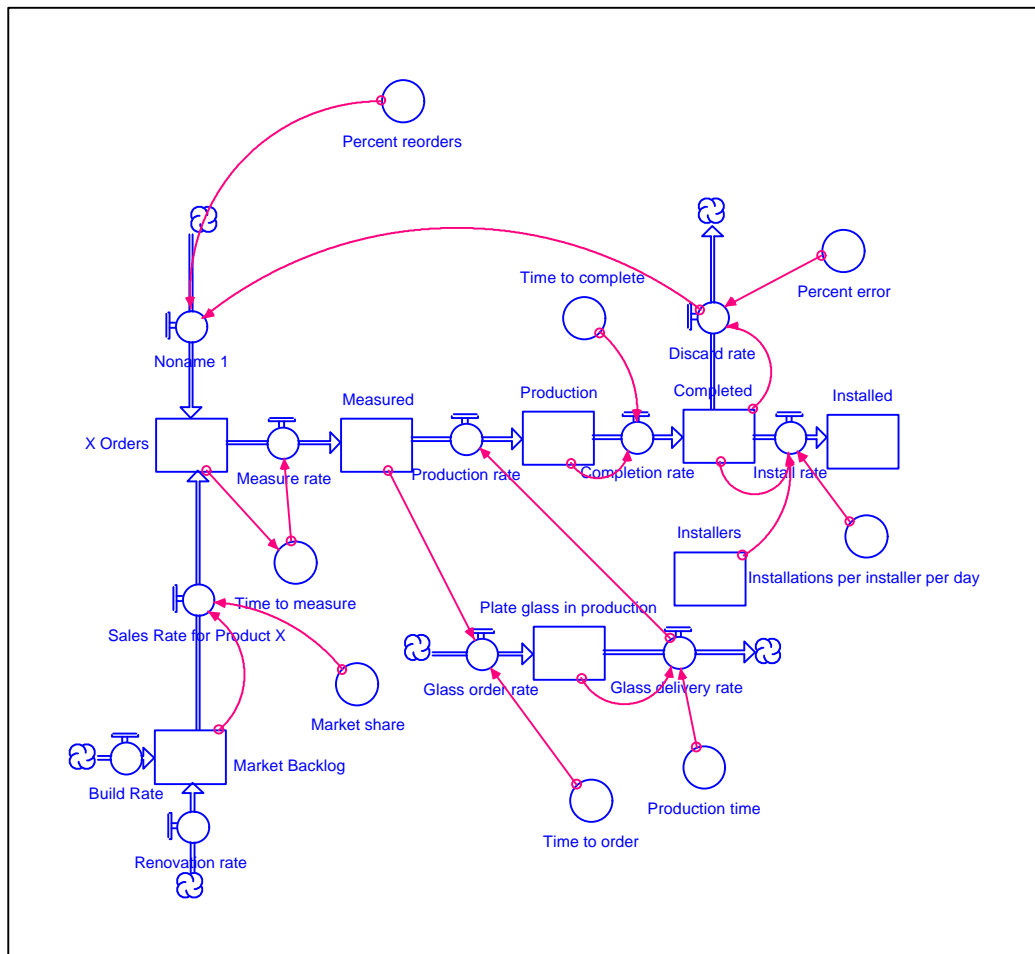 Percent reorders
Time to complete
Percent error
Noname 1
Discard rate
Measured
Production
Completed
Installed
X Orders
Measure rate
Production rate
Completion rate
Install rate
Installers
Installations per installer per day
Time to measure
Plate glass in production
Sales Rate for Product X
Glass order rate
Glass delivery rate
Market share
Market Backlog
Build Rate
Production time
Time to order
Renovation rate